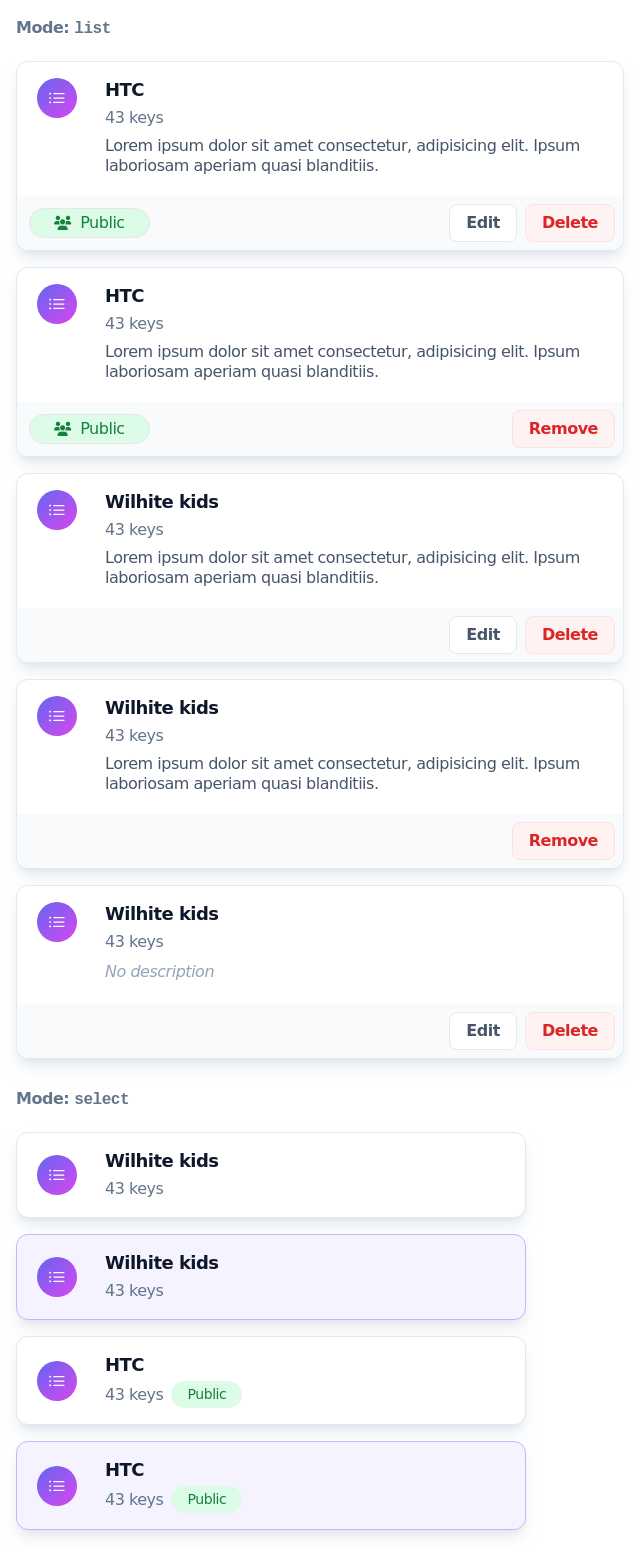 Mode: list
HTC
43 keys
Lorem ipsum dolor sit amet consectetur, adipisicing elit. Ipsum
laboriosam aperiam quasi blanditiis.
Public
Edit
Delete
HTC
43 keys
Lorem ipsum dolor sit amet consectetur, adipisicing elit. Ipsum
laboriosam aperiam quasi blanditiis.
Public
Remove
Wilhite kids
43 keys
Lorem ipsum dolor sit amet consectetur, adipisicing elit. Ipsum
laboriosam aperiam quasi blanditiis.
Edit
Delete
Wilhite kids
43 keys
Lorem ipsum dolor sit amet consectetur, adipisicing elit. Ipsum
laboriosam aperiam quasi blanditiis.
Remove
Wilhite kids
43 keys
No description
Edit
Delete
Mode: select
Wilhite kids
43 keys
Wilhite kids
43 keys
HTC
43 keys Public
HTC
43 keys Public